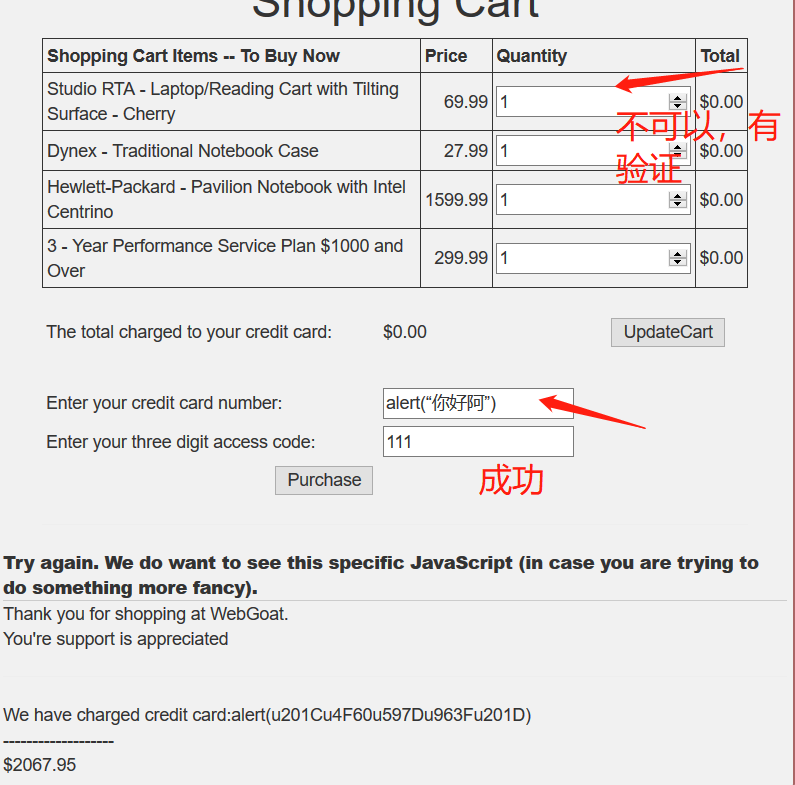 Shopping Cart
Shopping Cart Items -- To Buy Now Price Quantity Total
Studio RTA - Laptop/Reading Cart with Tilting
Surface - Cherry
69.99 1 $0.00
不可以，有
验证
Dynex - Traditional Notebook Case 27.99 1 $0.00
Hewlett-Packard - Pavilion Notebook with Intel
Centrino
1599.99 1 $0.00
3 - Year Performance Service Plan $1000 and
Over
299.99 1 $0.00
The total charged to your credit card: $0.00 UpdateCart
Enter your credit card number: alert(“你好阿”)
Enter your three digit access code: 111
Purchase
成功
Try again. We do want to see this specific JavaScript (in case you are trying to
do something more fancy).
Thank you for shopping at WebGoat.
You're support is appreciated
We have charged credit card:alert(u201Cu4F60u597Du963Fu201D)
-------------------
$2067.95